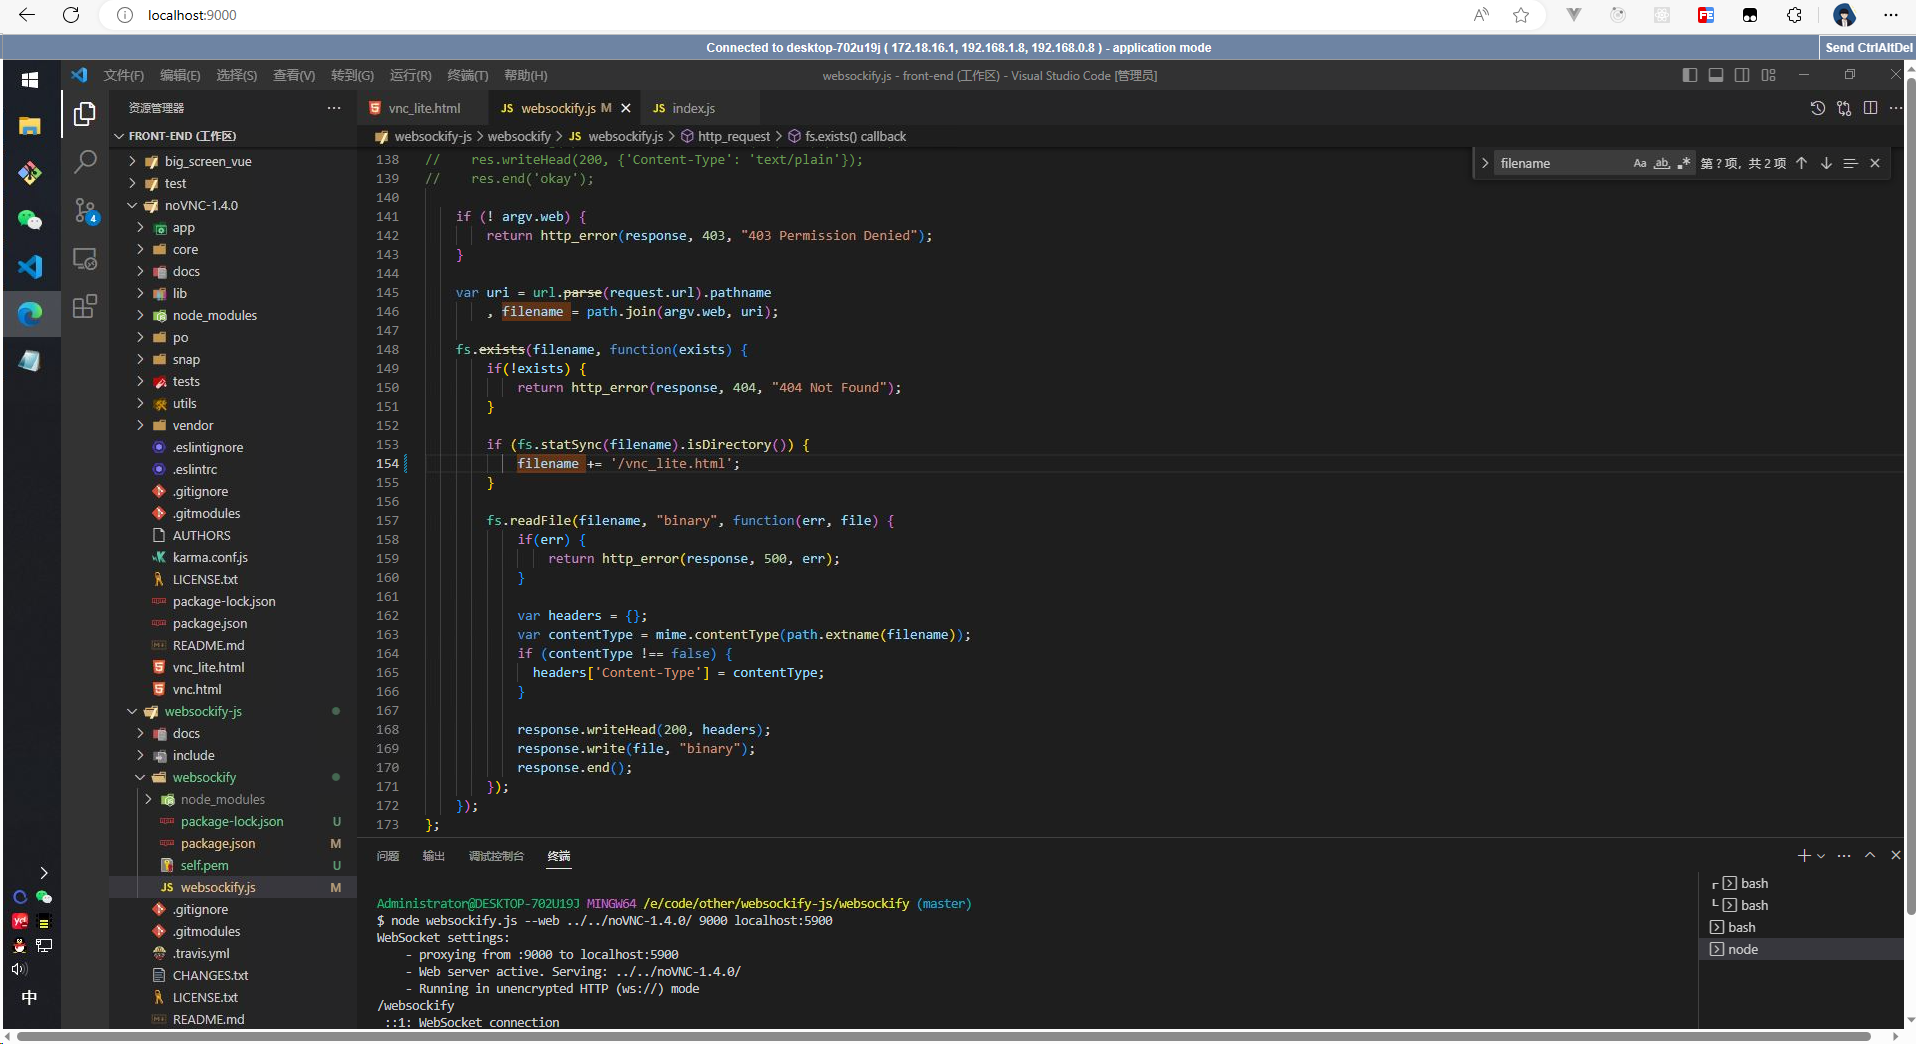 localhost:9000
Connected to desktop-702u19j ( 172.18.16.1, 192.168.1.8, 192.168.0.8 ) - application mode
Send CtrlAltDel
文件(F) 编辑(E) 选择(S) 查看(V) 转到(G) 运行(R) 终端(T) 帮助(H)
websockify.js - front-end (工作区) - Visual Studio Code [管理员]
资源管理器
vnc_lite.html
JS websockify.js M
JS index.js
FRONT-END (工作区)
websockify-js > websockify > JS websockify.js > http_request > fs.exists() callback
filename
Aa ab 第 ? 项, 共 2 项
big_screen_vue
test
noVNC-1.4.0
app
core
docs
lib
node_modules
po
snap
tests
utils
vendor
.eslintignore
.eslintrc
.gitignore
.gitmodules
AUTHORS
karma.conf.js
LICENSE.txt
package-lock.json
package.json
README.md
vnc_lite.html
vnc.html
websockify-js
docs
include
websockify
node_modules
package-lock.json U
package.json M
self.pem U
JS websockify.js M
.gitignore
.gitmodules
.travis.yml
CHANGES.txt
LICENSE.txt
README.md
4
中
138 // res.writeHead(200, {'Content-Type': 'text/plain'});
139 // res.end('okay');
140
141 if (! argv.web) {
142 return http_error(response, 403, "403 Permission Denied");
143 }
144
145 var uri = url.parse(request.url).pathname
146 , filename = path.join(argv.web, uri);
147
148 fs.exists(filename, function(exists) {
149 if(!exists) {
150 return http_error(response, 404, "404 Not Found");
151 }
152
153 if (fs.statSync(filename).isDirectory()) {
154 filename += '/vnc_lite.html';
155 }
156
157 fs.readFile(filename, "binary", function(err, file) {
158 if(err) {
159 return http_error(response, 500, err);
160 }
161
162 var headers = {};
163 var contentType = mime.contentType(path.extname(filename));
164 if (contentType !== false) {
165 headers['Content-Type'] = contentType;
166 }
167
168 response.writeHead(200, headers);
169 response.write(file, "binary");
170 response.end();
171 });
172 });
173 };
问题 输出 调试控制台 终端
Administrator@DESKTOP-702U19J MINGW64 /e/code/other/websockify-js/websockify (master)
$ node websockify.js --web ../../noVNC-1.4.0/ 9000 localhost:5900
WebSocket settings:
- proxying from :9000 to localhost:5900
- Web server active. Serving: ../../noVNC-1.4.0/
- Running in unencrypted HTTP (ws://) mode
/websockify
::1: WebSocket connection
bash
bash
bash
node